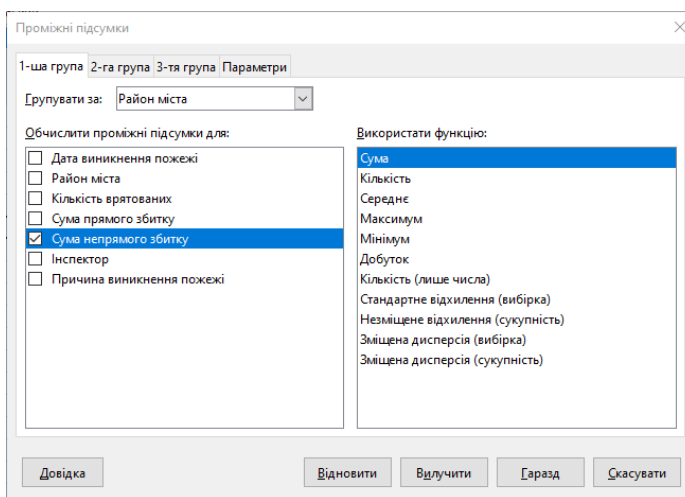 Проміжні підсумки
1-ша група 2-га група 3-тя група Параметри
Групувати за: Район міста
Обчислити проміжні підсумки для:
Дата виникнення пожежі
Район міста
Кількість врятованих
Сума прямого збитку
Сума непрямого збитку
Інспектор
Причина виникнення пожежі
Використати функцію:
Сума
Кількість
Середнє
Максимум
Мінімум
Добуток
Кількість (лише числа)
Стандартне відхилення (вибірка)
Незміщене відхилення (сукупність)
Зміщена дисперсія (вибірка)
Зміщена дисперсія (сукупність)
Довідка Відновити Вилучити Гаразд Скасувати